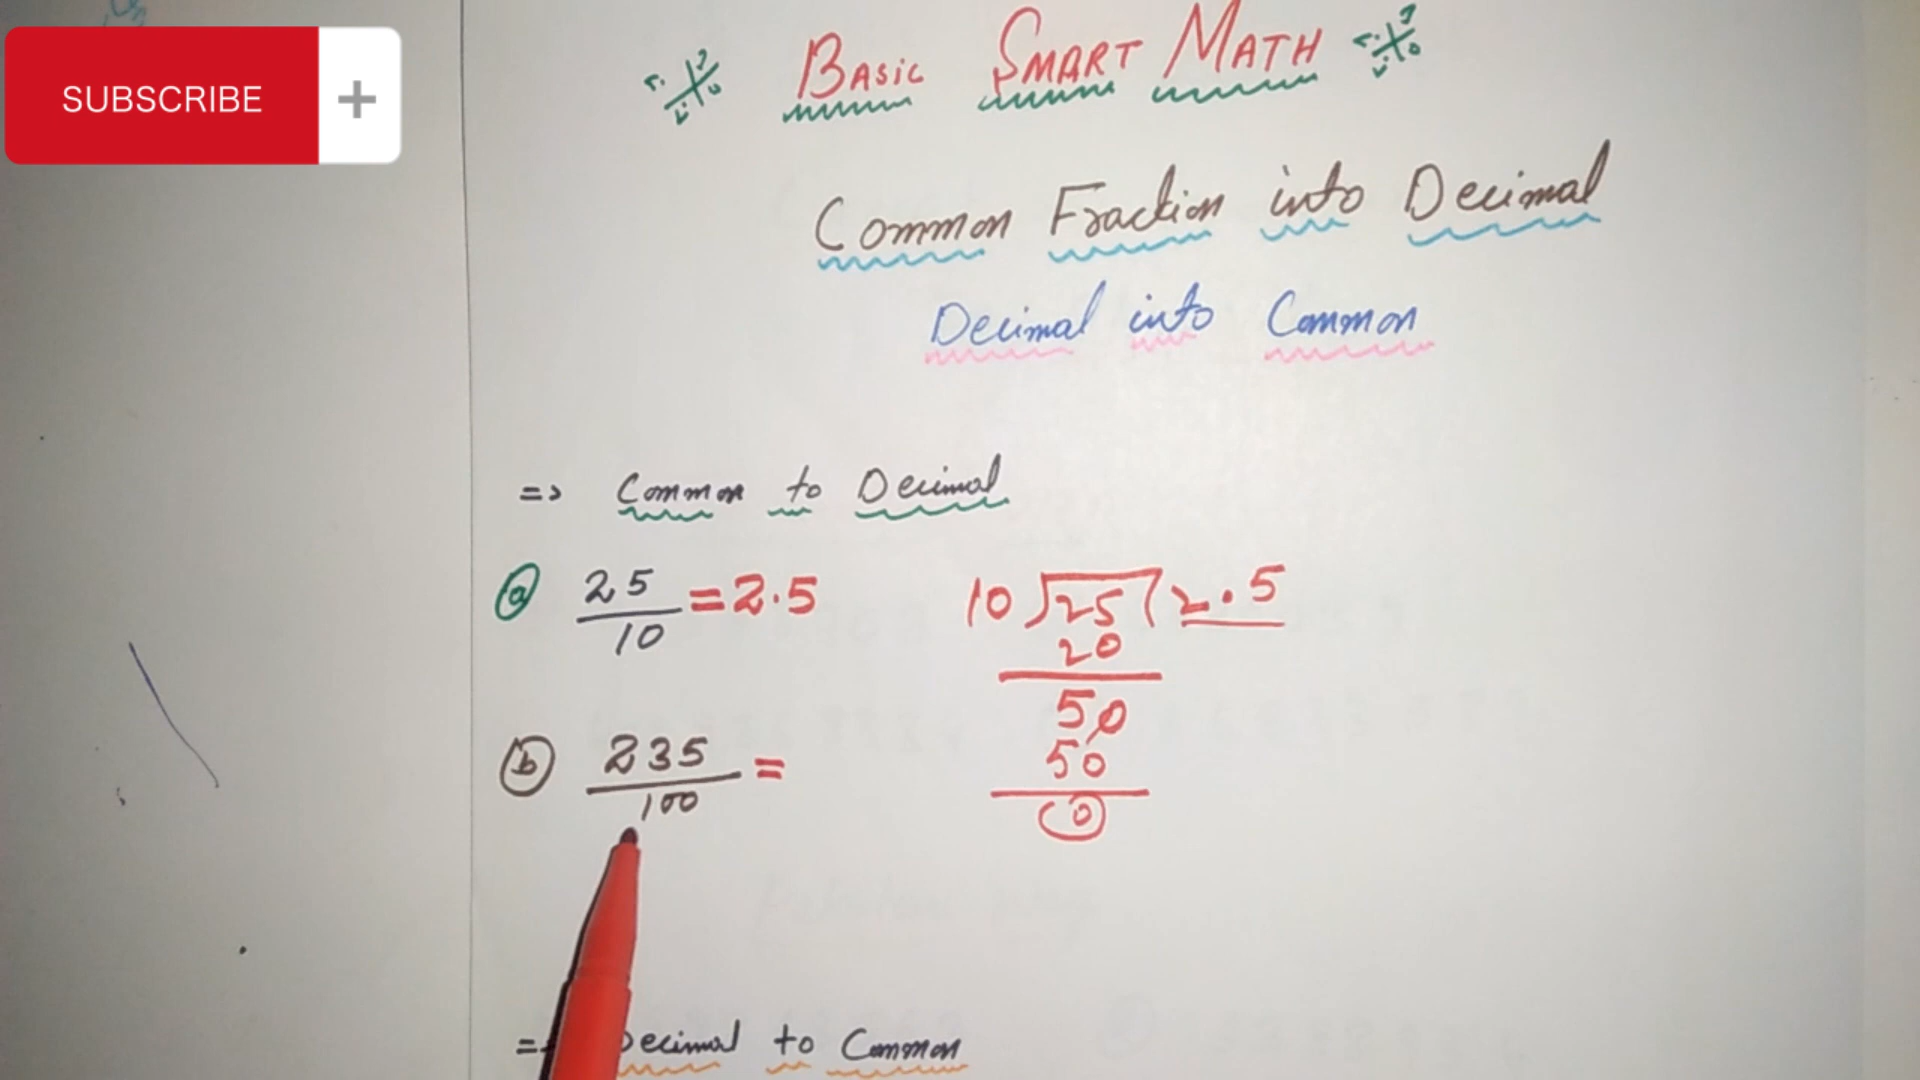 SUBSCRIBE +
BASIC SMART MATH
Common Fraction into Decimal
Decimal into Common
=> Common to Decimal
(a) 25/10 = 2.5
10 25 2.5
20
50
50
0
(b) 235/100 =
Decimal to Common